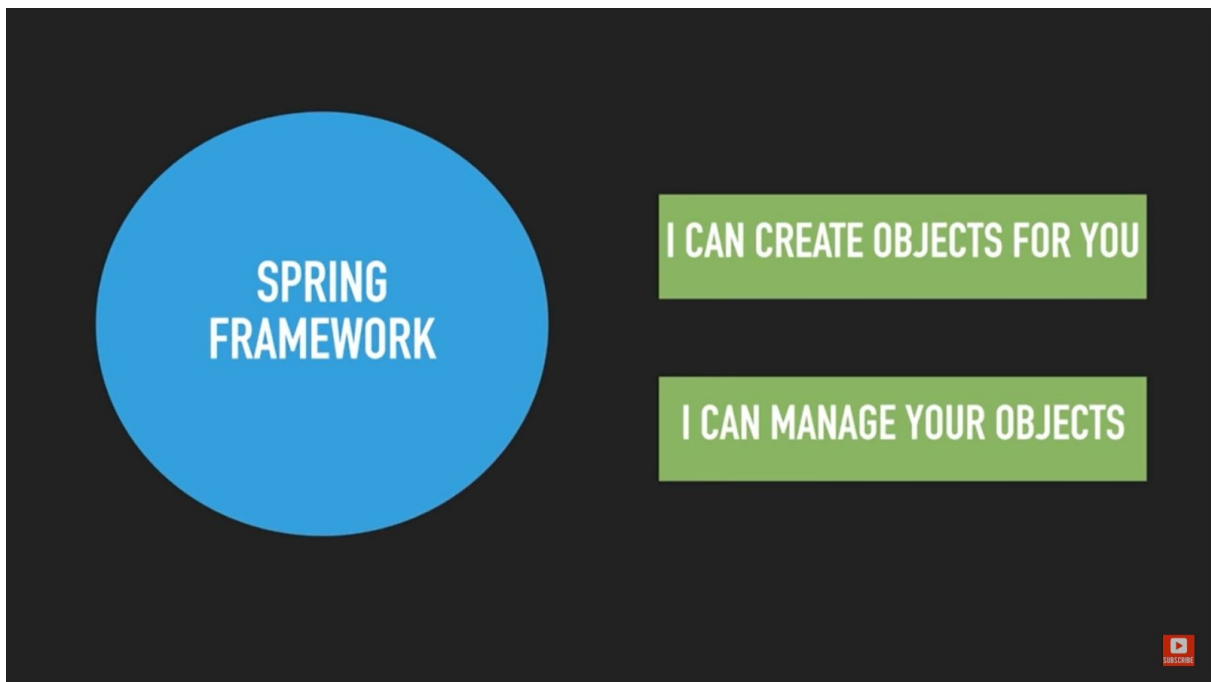 SPRING
FRAMEWORK
I CAN CREATE OBJECTS FOR YOU
I CAN MANAGE YOUR OBJECTS
SUBSCRIBE